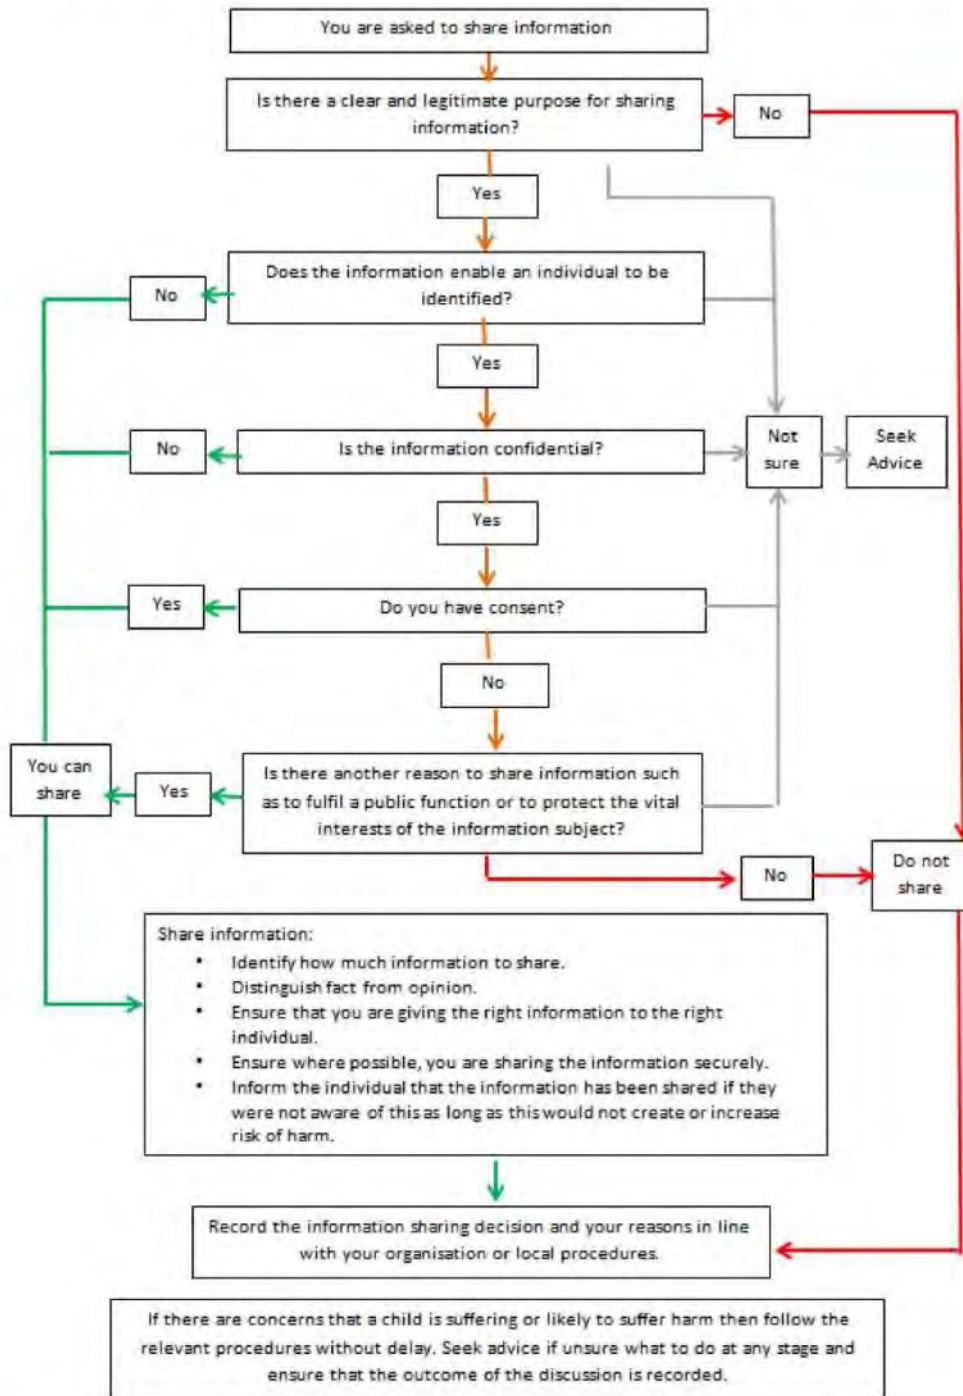 You are asked to share information
Is there a clear and legitimate purpose for sharing
information?
No
Yes
Does the information enable an individual to be
identified?
No
Yes
Is the information confidential?
No
Not
sure
Seek
Advice
Yes
Do you have consent?
Yes
No
You can
share
Yes
Is there another reason to share information such
as to fulfil a public function or to protect the vital
interests of the information subject?
No
Do not
share
Share information:
• Identify how much information to share.
• Distinguish fact from opinion.
• Ensure that you are giving the right information to the right
individual.
• Ensure where possible, you are sharing the information securely.
• Inform the individual that the information has been shared if they
were not aware of this as long as this would not create or increase
risk of harm.
Record the information sharing decision and your reasons in line
with your organisation or local procedures.
If there are concerns that a child is suffering or likely to suffer harm then follow the
relevant procedures without delay. Seek advice if unsure what to do at any stage and
ensure that the outcome of the discussion is recorded.